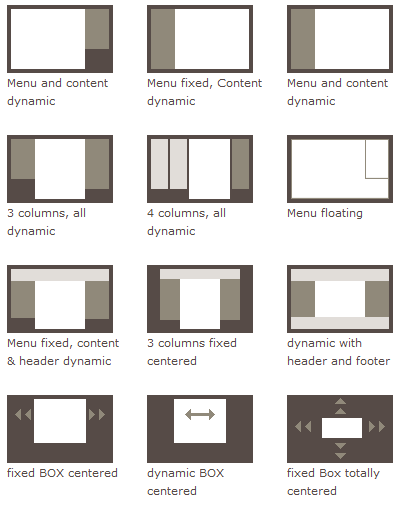 Menu and content
dynamic
Menu fixed, Content
dynamic
Menu and content
dynamic
3 columns, all
dynamic
4 columns, all
dynamic
Menu floating
Menu fixed, content
& header dynamic
3 columns fixed
centered
dynamic with
header and footer
fixed BOX centered
dynamic BOX
centered
fixed Box totally
centered